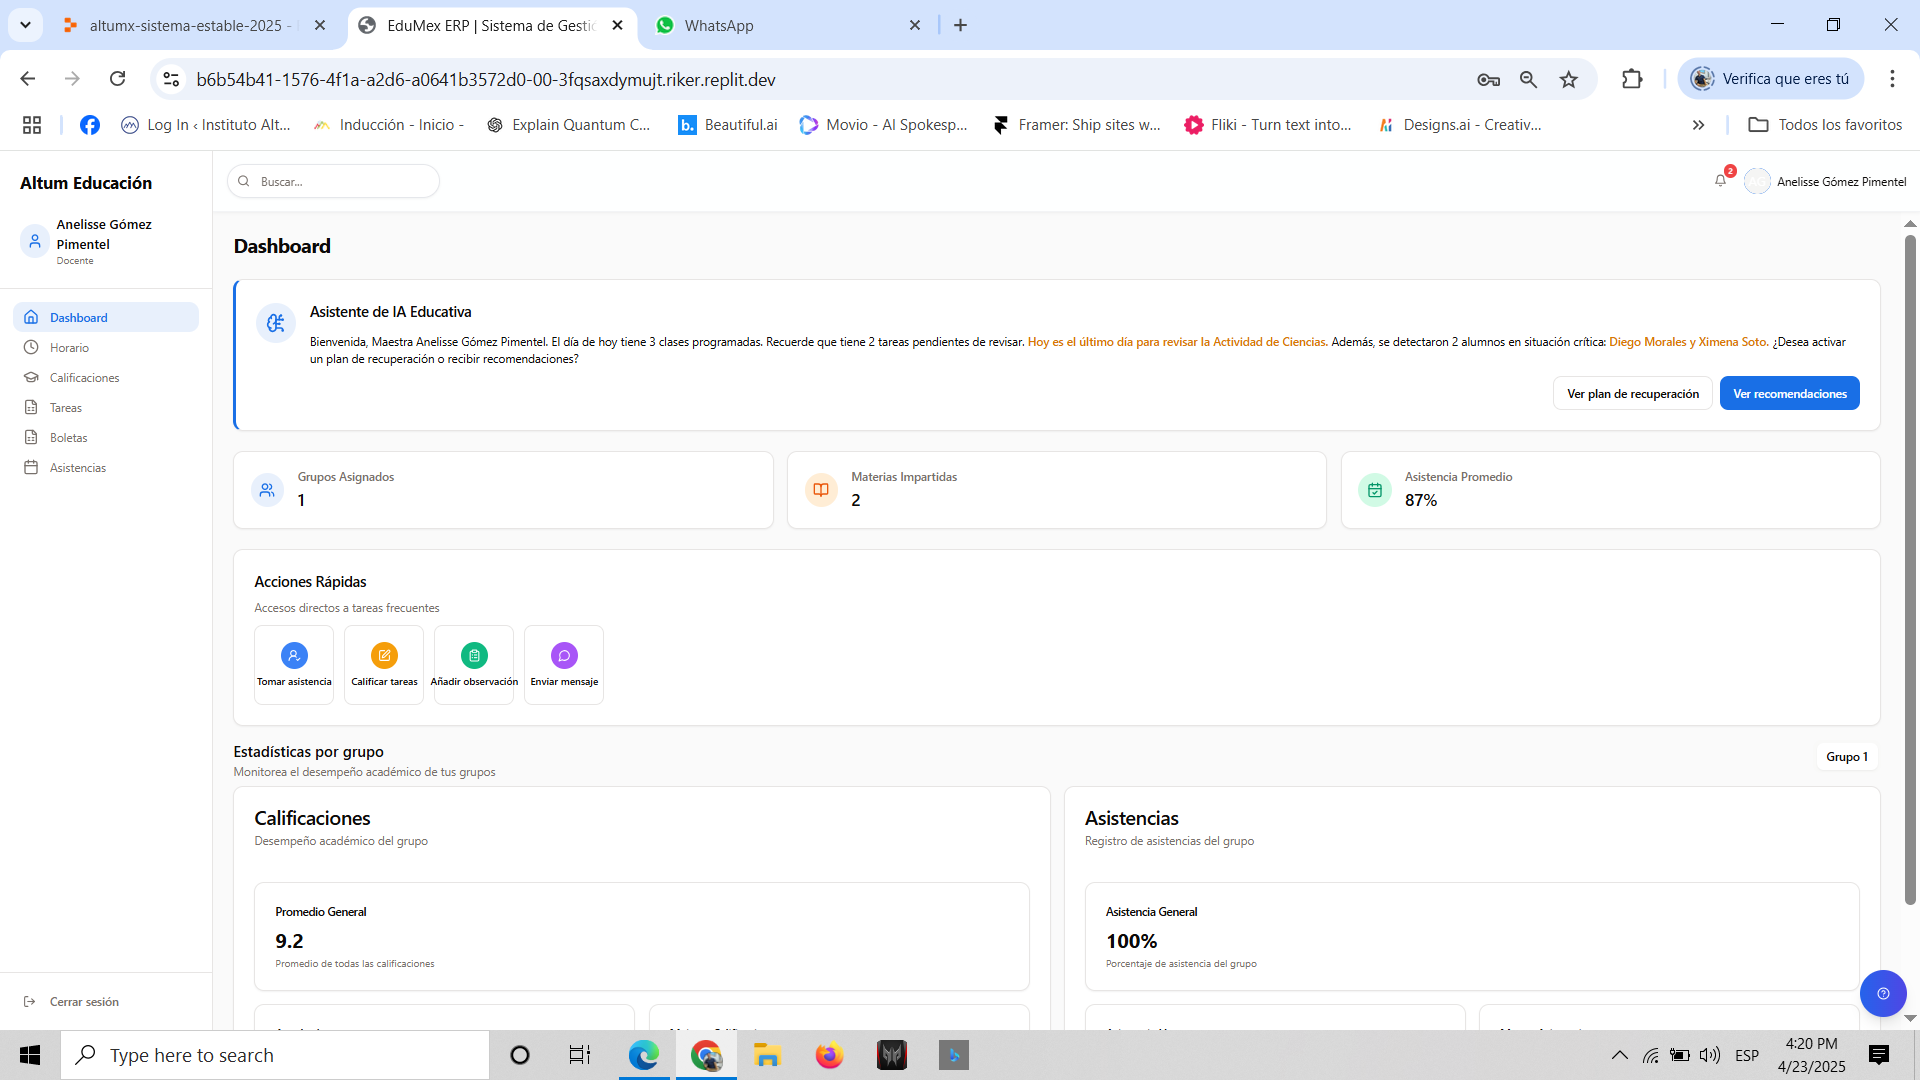 altumx-sistema-estable-2025 -
EduMex ERP | Sistema de Gesti
WhatsApp
b6b54b41-1576-4f1a-a2d6-a0641b3572d0-00-3fqsaxdymujt.riker.replit.dev
Verifica que eres tú
Log In ‹ Instituto Alt...
Inducción - Inicio -
Explain Quantum C...
Beautiful.ai
Movio - AI Spokesp...
Framer: Ship sites w...
Fliki - Turn text into...
Designs.ai - Creativ...
Todos los favoritos
Altum Educación
Anelisse Gómez
Pimentel
Docente
Dashboard
Horario
Calificaciones
Tareas
Boletas
Asistencias
Cerrar sesión
Buscar...
2
Anelisse Gómez Pimentel
Dashboard
Asistente de IA Educativa
Bienvenida, Maestra Anelisse Gómez Pimentel. El día de hoy tiene 3 clases programadas. Recuerde que tiene 2 tareas pendientes de revisar. Hoy es el último día para revisar la Actividad de Ciencias. Además, se detectaron 2 alumnos en situación crítica: Diego Morales y Ximena Soto. ¿Desea activar
un plan de recuperación o recibir recomendaciones?
Ver plan de recuperación
Ver recomendaciones
Grupos Asignados
1
Materias Impartidas
2
Asistencia Promedio
87%
Acciones Rápidas
Accesos directos a tareas frecuentes
Tomar asistencia
Calificar tareas
Añadir observación
Enviar mensaje
Estadísticas por grupo
Monitorea el desempeño académico de tus grupos
Grupo 1
Calificaciones
Desempeño académico del grupo
Promedio General
9.2
Promedio de todas las calificaciones
Asistencias
Registro de asistencias del grupo
Asistencia General
100%
Porcentaje de asistencia del grupo
Type here to search
ESP
4:20 PM
4/23/2025